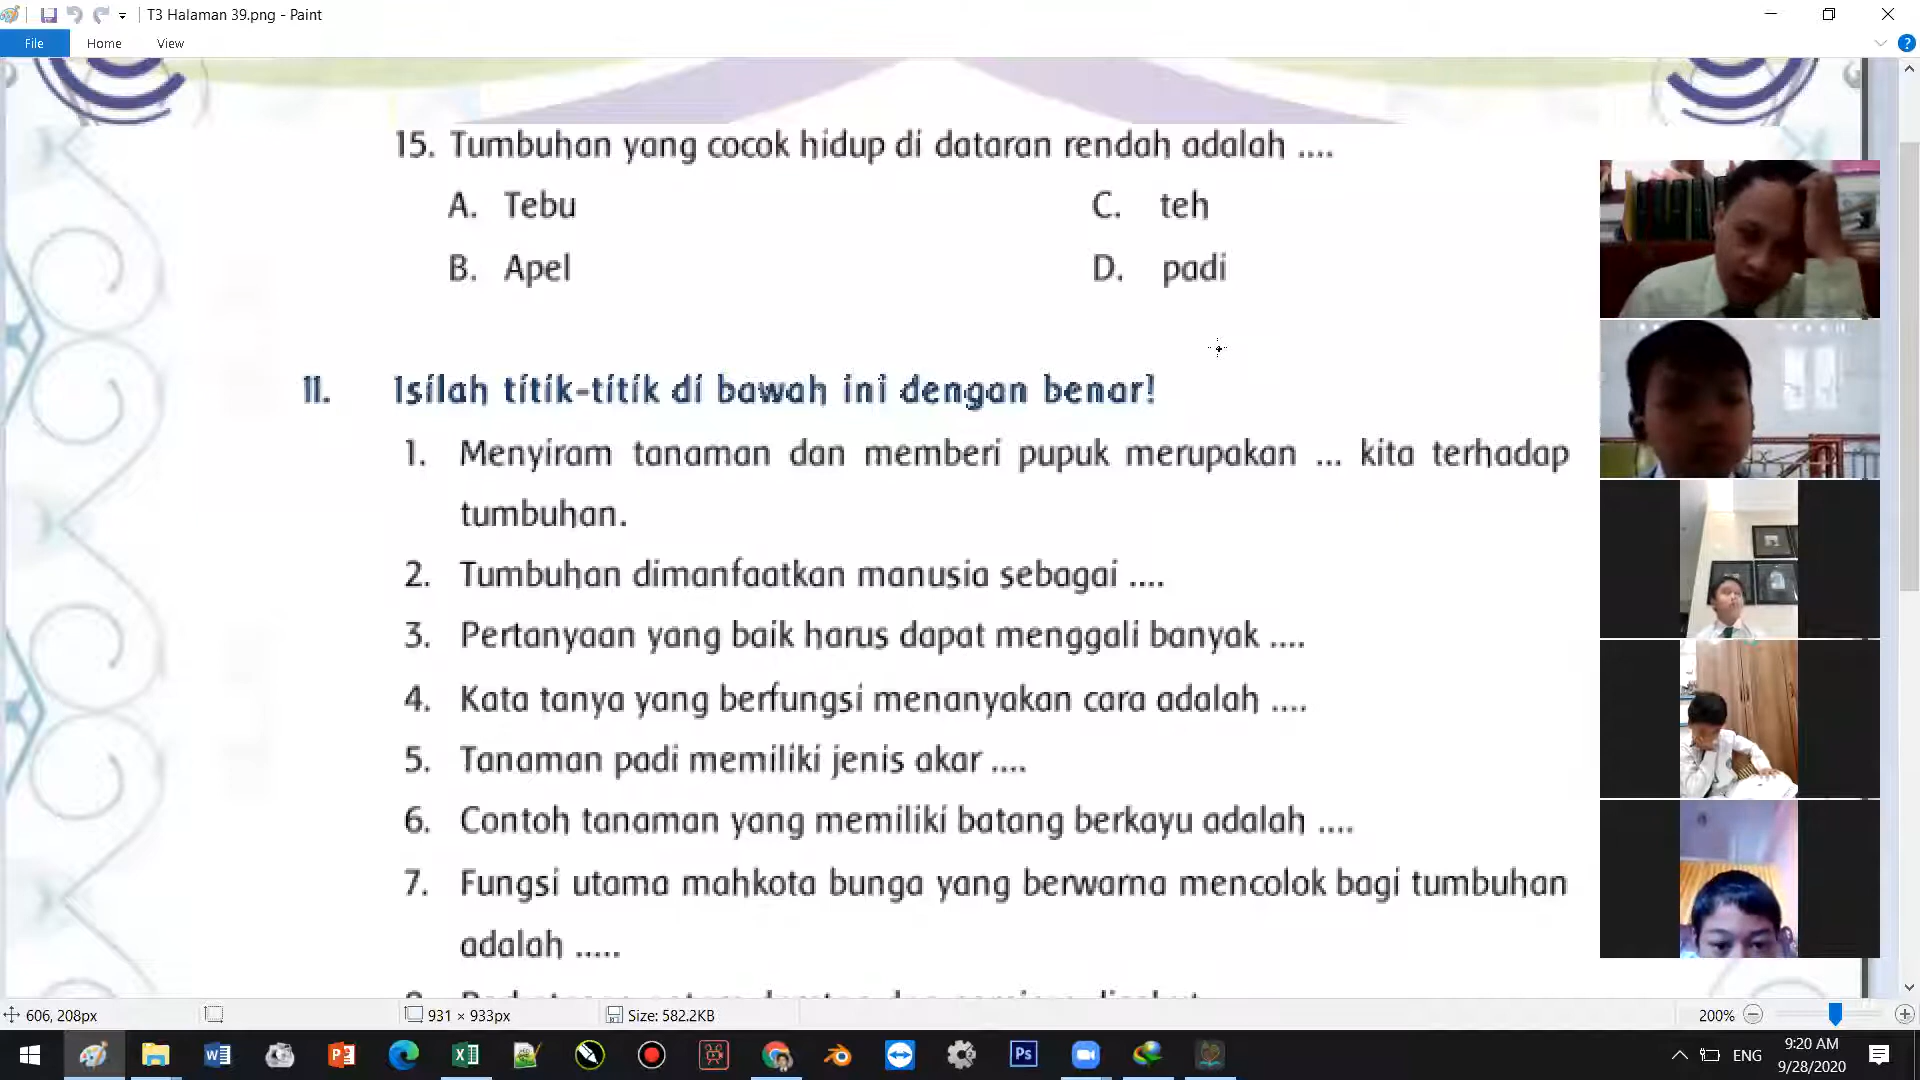 T3 Halaman 39.png - Paint
File Home View
15. Tumbuhan yang cocok hidup di dataran rendah adalah ....
A. Tebu C. teh
B. Apel D. padi
II. Isilah titik-titik di bawah ini dengan benar!
1. Menyiram tanaman dan memberi pupuk merupakan ... kita terhadap
tumbuhan.
2. Tumbuhan dimanfaatkan manusia sebagai ....
3. Pertanyaan yang baik harus dapat menggali banyak ....
4. Kata tanya yang berfungsi menanyakan cara adalah ....
5. Tanaman padi memiliki jenis akar ....
6. Contoh tanaman yang memiliki batang berkayu adalah ....
7. Fungsi utama mahkota bunga yang berwarna mencolok bagi tumbuhan
adalah .....
606, 208px 931 × 933px Size: 582.2KB 200%
ENG 9:20 AM
9/28/2020